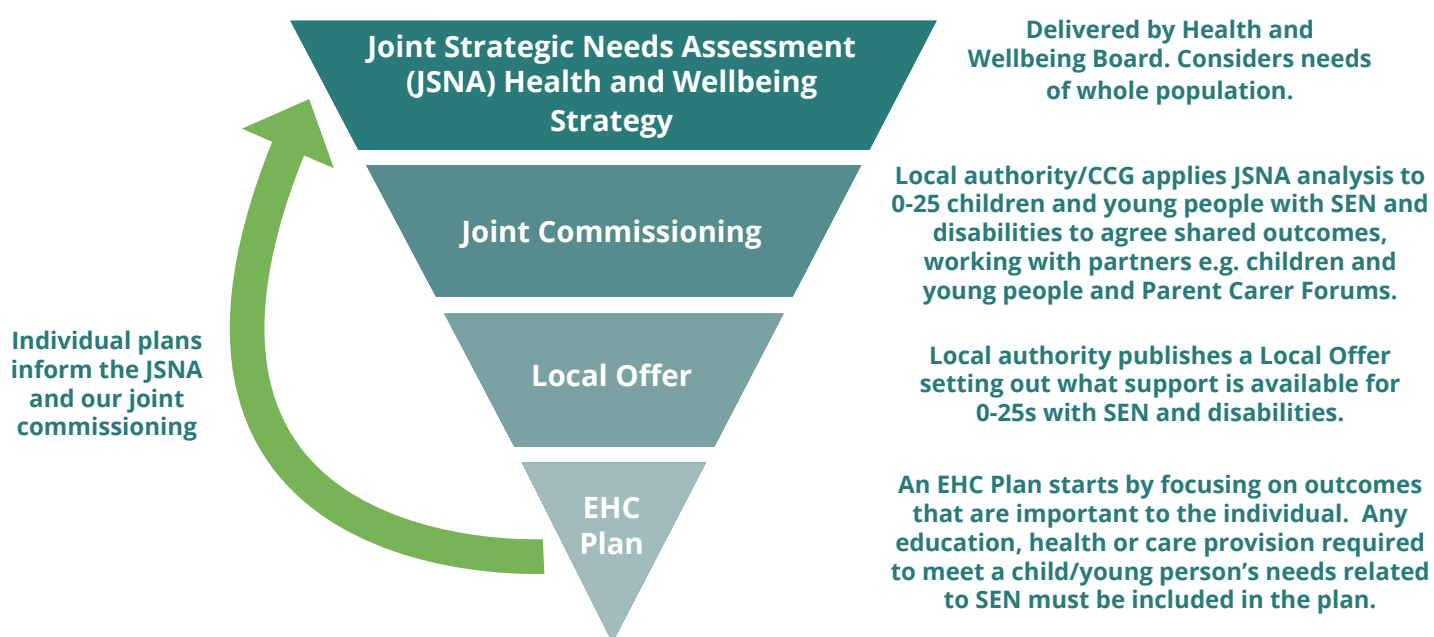 Joint Strategic Needs Assessment
(JSNA) Health and Wellbeing
Strategy
Delivered by Health and
Wellbeing Board. Considers needs
of whole population.
Joint Commissioning
Local authority/CCG applies JSNA analysis to
0-25 children and young people with SEN and
disabilities to agree shared outcomes,
working with partners e.g. children and
young people and Parent Carer Forums.
Individual plans
inform the JSNA
and our joint
commissioning
Local Offer
Local authority publishes a Local Offer
setting out what support is available for
0-25s with SEN and disabilities.
EHC
Plan
An EHC Plan starts by focusing on outcomes
that are important to the individual.  Any
education, health or care provision required
to meet a child/young person’s needs related
to SEN must be included in the plan.